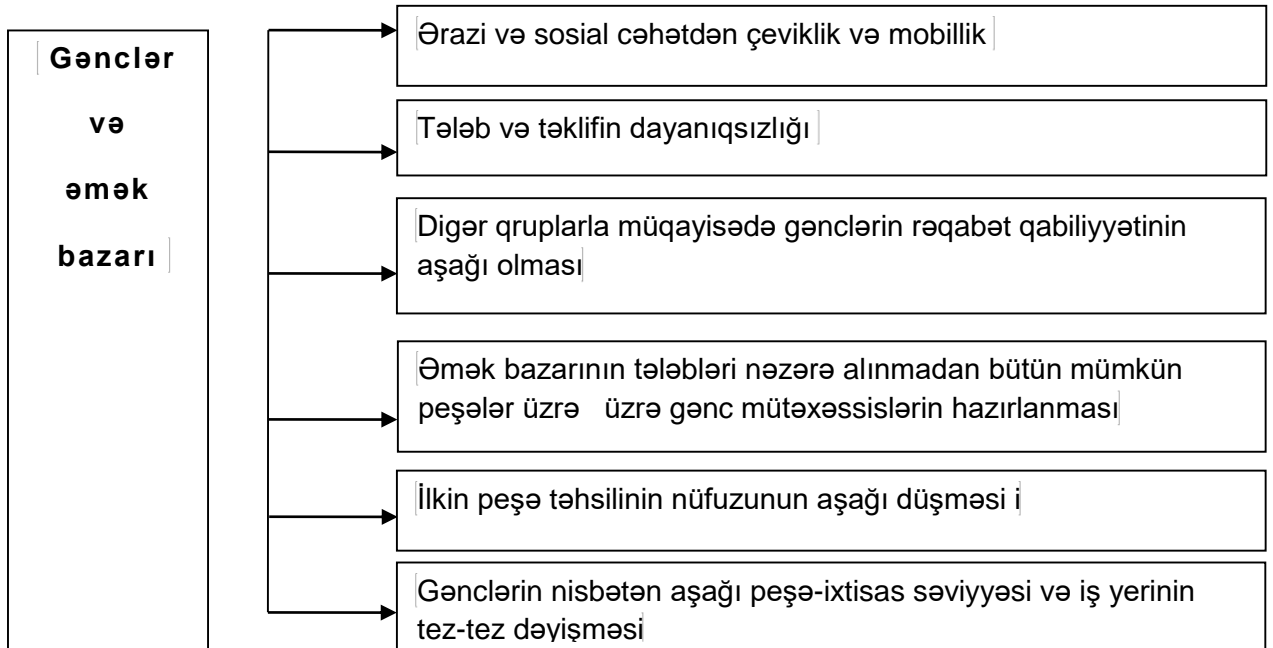 Gənclər
və
əmək
bazarı
Ərazi və sosial cəhətdən çeviklik və mobillik
Tələb və təklifin dayanıqsızlığı
Digər qruplarla müqayisədə gənclərin rəqabət qabiliyyətinin
aşağı olması
Əmək bazarının tələbləri nəzərə alınmadan bütün mümkün
peşələr üzrə üzrə gənc mütəxəssislərin hazırlanması
İlkin peşə təhsilinin nüfuzunun aşağı düşməsi i
Gənclərin nisbətən aşağı peşə-ixtisas səviyyəsi və iş yerinin
tez-tez dəyişməsi